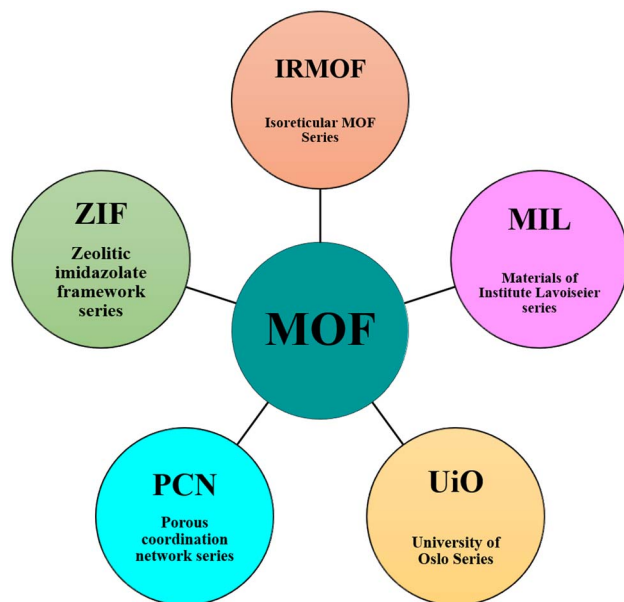 IRMOF
Isoreticular MOF
Series
ZIF
Zeolitic
imidazolate
framework
series
MIL
Materials of
Institute Lavoiseier
series
MOF
PCN
Porous
coordination
network series
UiO
University of
Oslo Series